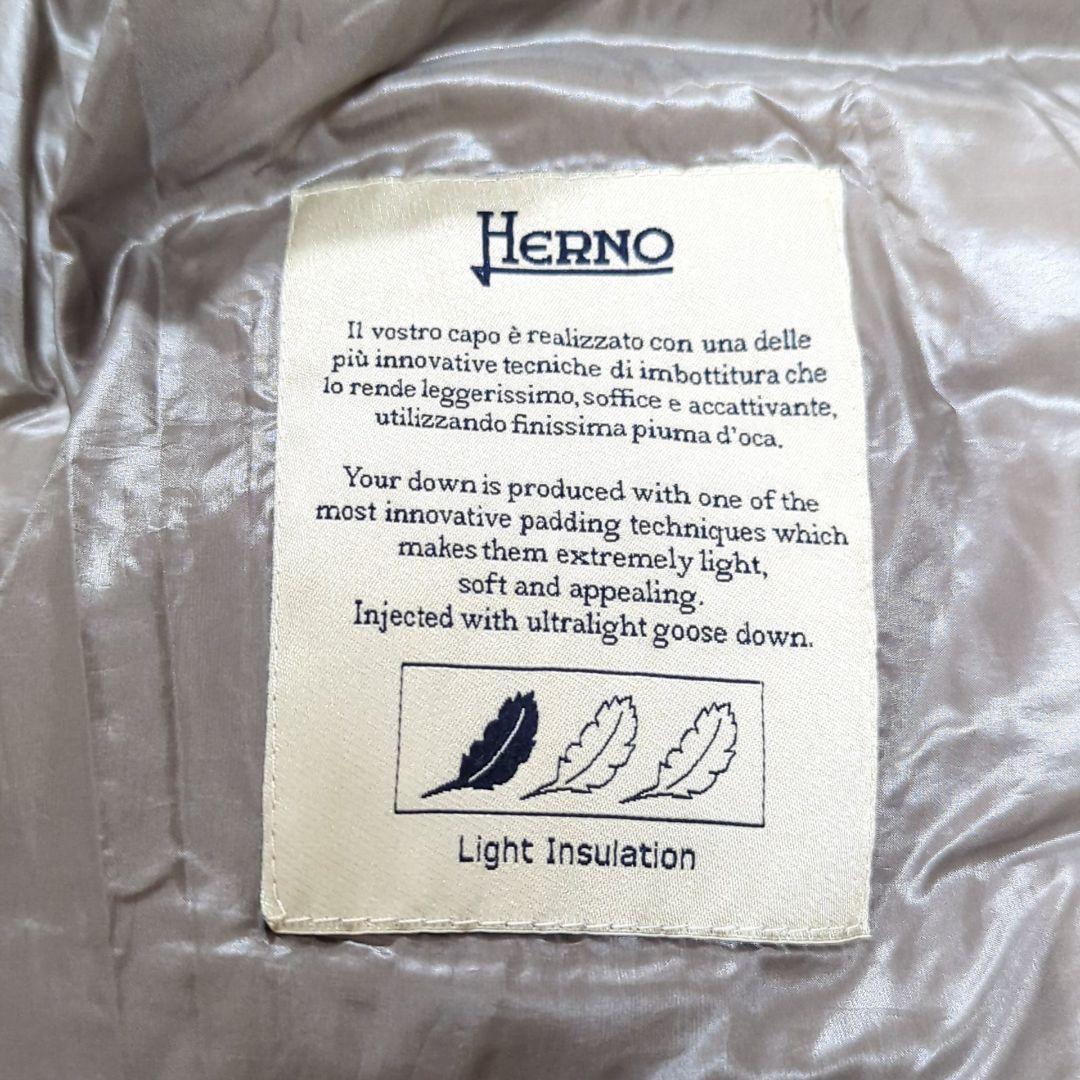 HERNO
Il vostro capo è realizzato con una delle
più innovative tecniche di imbottitura che
lo rende leggerissimo, soffice e accattivante,
utilizzando finissima piuma d'oca.
Your down is produced with one of the
most innovative padding techniques which
makes them extremely light,
soft and appealing.
Injected with ultralight goose down.
Light Insulation